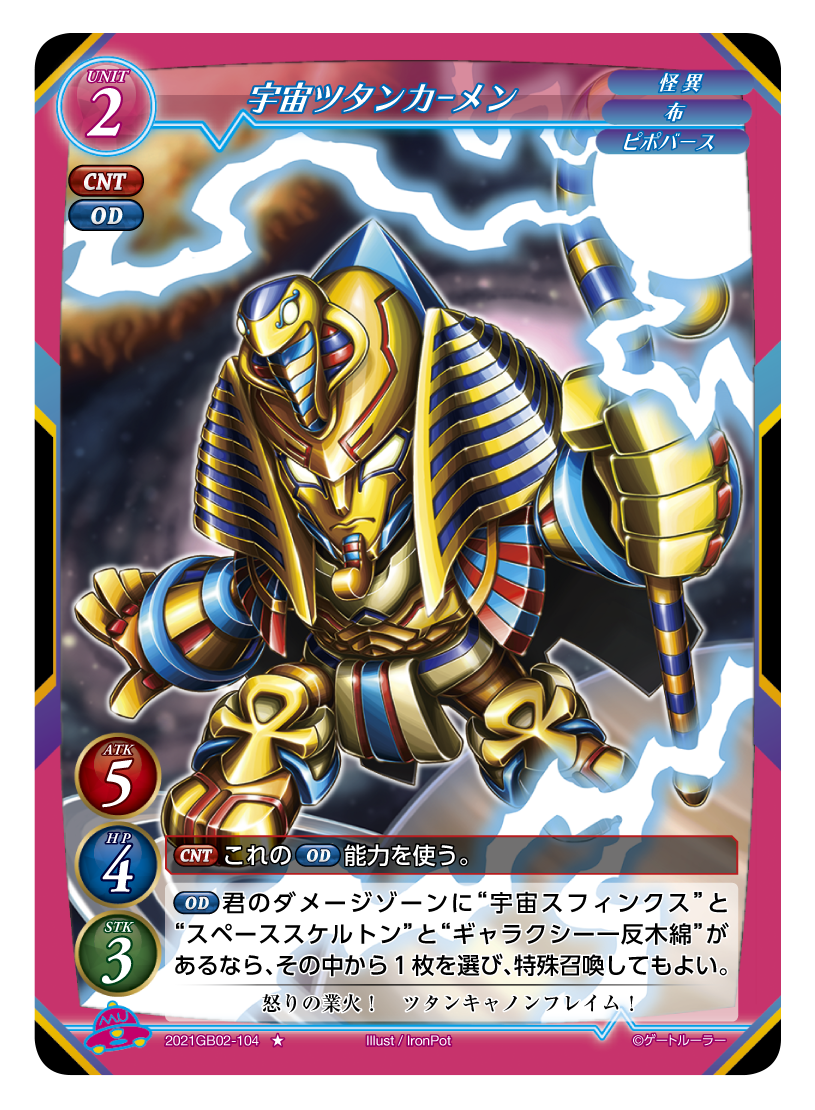 UNIT
2
宇宙ツタンカーメン
怪異
布
ピポバース
CNT
OD
ATK
5
HP
4
STK
3
CNT これの OD 能力を使う。
OD 君のダメージゾーンに“宇宙スフィンクス”と
“スペーススケルトン”と“ギャラクシー一反木綿”が
あるなら、その中から1枚を選び、特殊召喚してもよい。
怒りの業火! ツタンキャノンフレイム!
MU
2021GB02-104 ★ Illust / IronPot ©ゲートルーラー